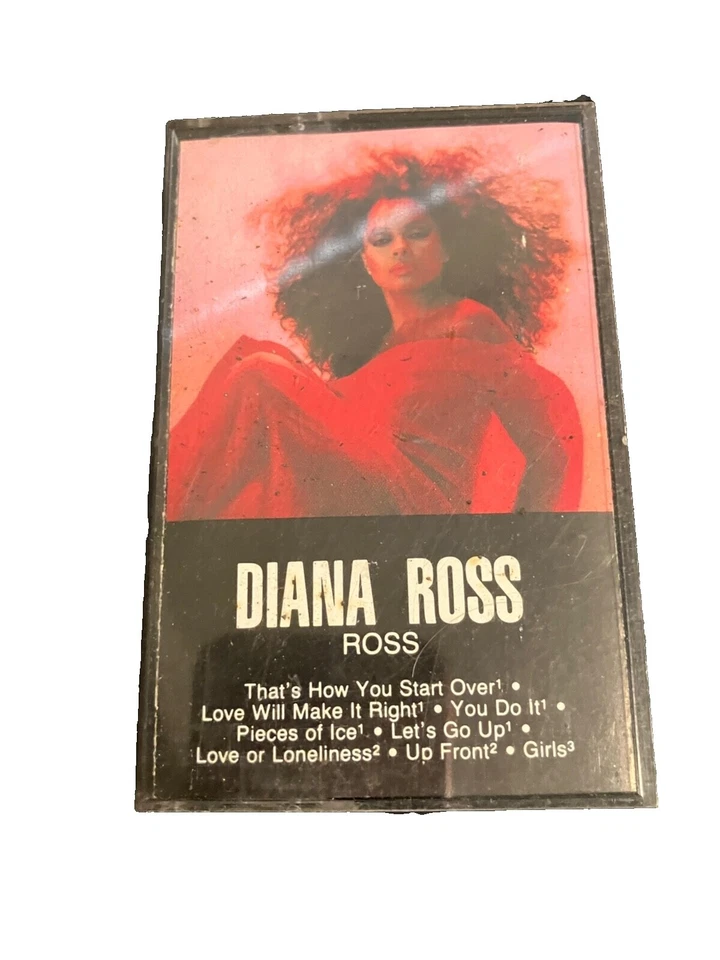 DIANA ROSS
ROSS
That's How You Start Over¹ •
Love Will Make It Right¹ • You Do It¹ •
Pieces of Ice¹ • Let's Go Up¹ •
Love or Loneliness² • Up Front² • Girls³